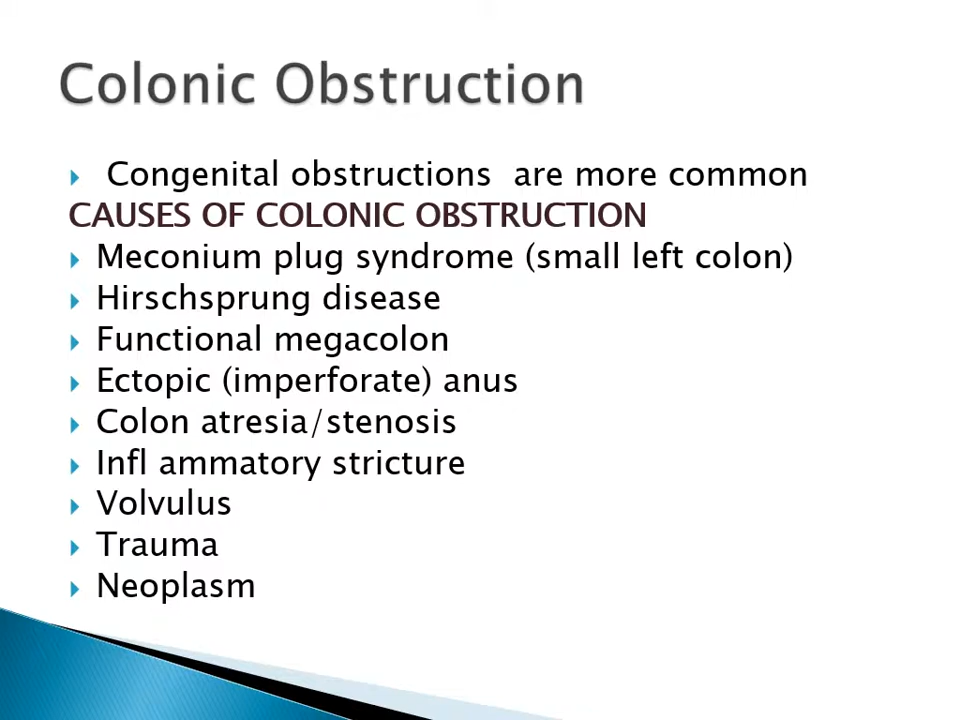 Colonic Obstruction
Congenital obstructions are more common
CAUSES OF COLONIC OBSTRUCTION
Meconium plug syndrome (small left colon)
Hirschsprung disease
Functional megacolon
Ectopic (imperforate) anus
Colon atresia/stenosis
Infl ammatory stricture
Volvulus
Trauma
Neoplasm